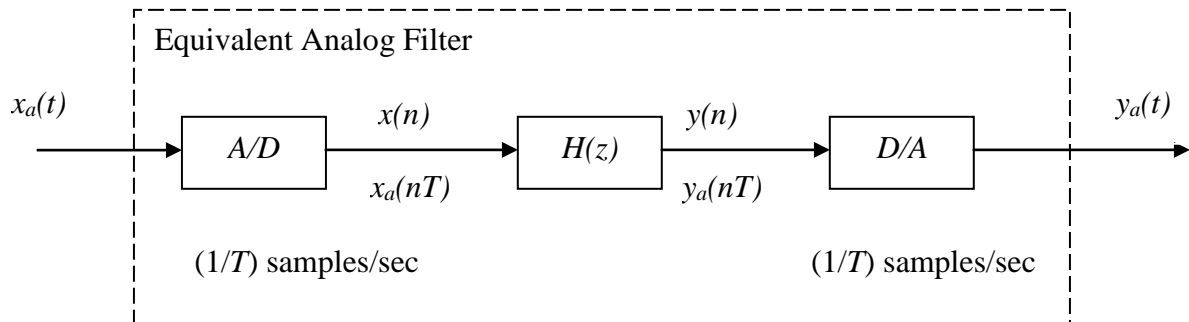 Equivalent Analog Filter
xₐ(t)
x(n)
y(n)
yₐ(t)
A/D
H(z)
D/A
xₐ(nT)
yₐ(nT)
(1/T) samples/sec
(1/T) samples/sec